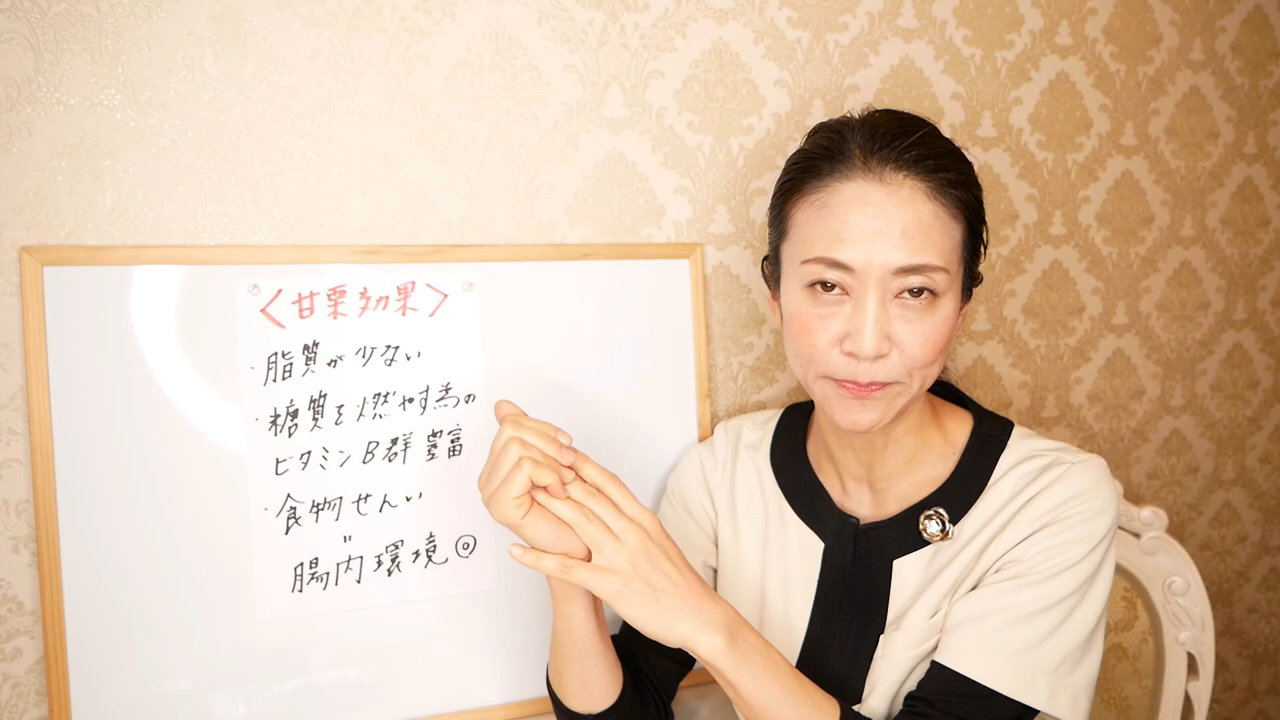 〈甘栗効果〉
・脂質が少ない
・糖質を燃やす為の
ビタミンB群豊富
・食物せんい
〃
腸内環境◎